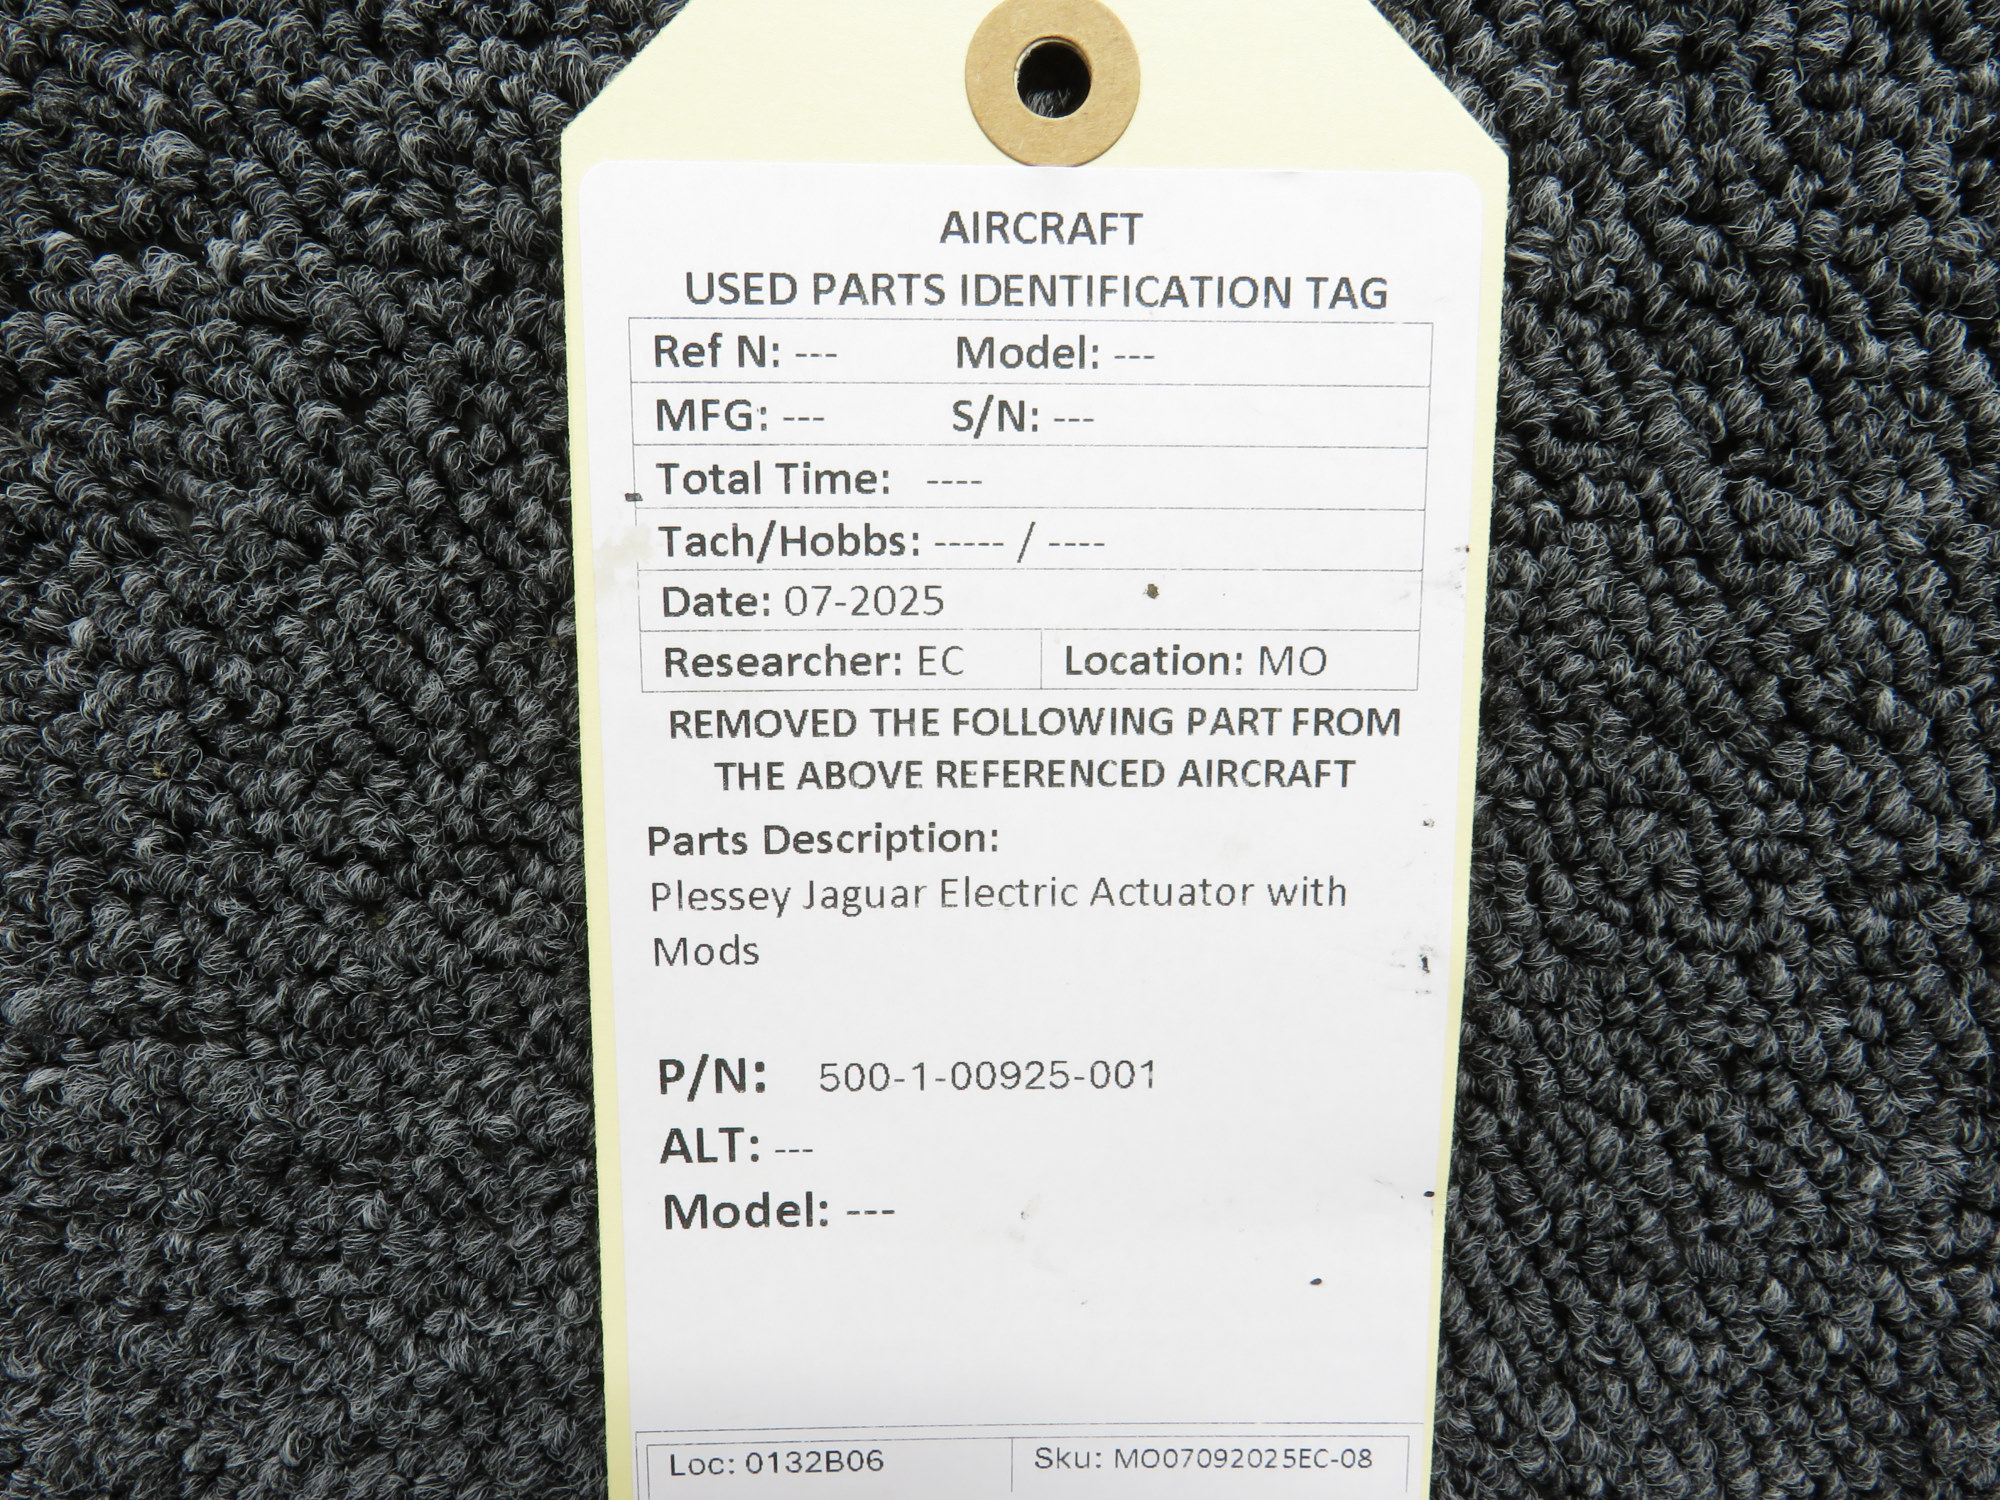 AIRCRAFT
USED PARTS IDENTIFICATION TAG
Ref N: --- Model: ---
MFG: --- S/N: ---
Total Time: ----
Tach/Hobbs: ----- / ----
Date: 07-2025
Researcher: EC Location: MO
REMOVED THE FOLLOWING PART FROM
THE ABOVE REFERENCED AIRCRAFT
Parts Description:
Plessey Jaguar Electric Actuator with
Mods
P/N: 500-1-00925-001
ALT: ---
Model: ---
Loc: 0132B06 Sku: MO07092025EC-08